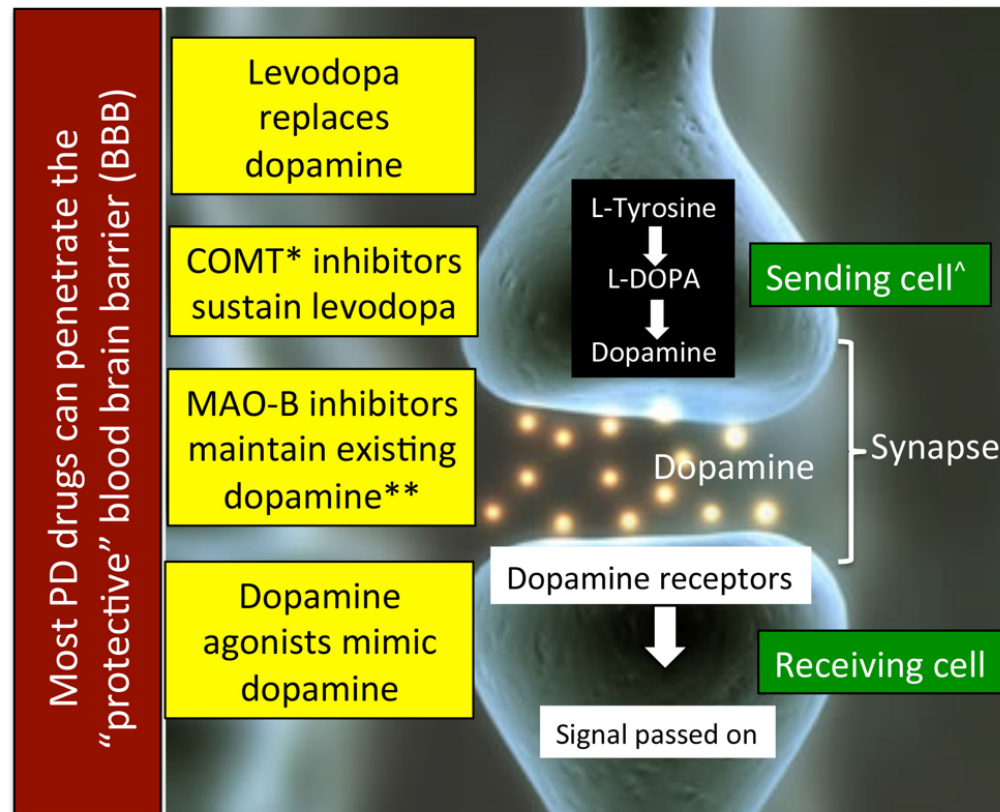 Most PD drugs can penetrate the
“protective” blood brain barrier (BBB)
Levodopa
replaces
dopamine
COMT* inhibitors
sustain levodopa
MAO-B inhibitors
maintain existing
dopamine**
Dopamine
agonists mimic
dopamine
L-Tyrosine
L-DOPA
Dopamine
Sending cell^
Dopamine
Synapse
Dopamine receptors
Receiving cell
Signal passed on